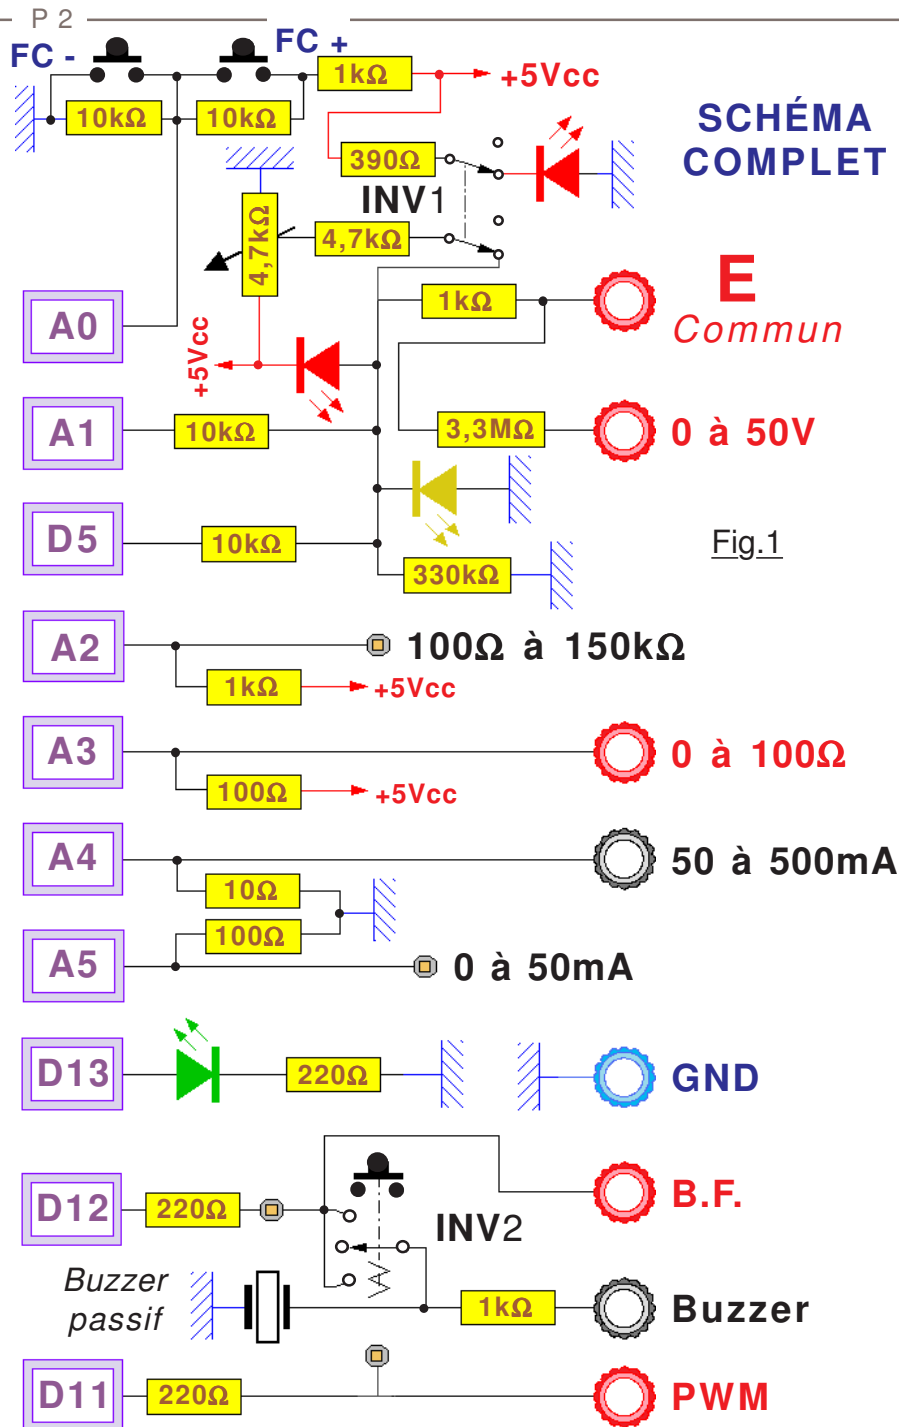 P 2
FC -
FC +
1kΩ
+5Vcc
10kΩ
10kΩ
SCHÉMA
COMPLET
390Ω
INV1
4,7kΩ
4,7kΩ
A0
1kΩ
E
Commun
+5Vcc
A1
10kΩ
3,3MΩ
0 à 50V
D5
10kΩ
Fig.1
330kΩ
A2
100Ω à 150kΩ
1kΩ
+5Vcc
A3
0 à 100Ω
100Ω
+5Vcc
A4
50 à 500mA
10Ω
100Ω
A5
0 à 50mA
D13
220Ω
GND
D12
220Ω
B.F.
INV2
Buzzer
passif
1kΩ
Buzzer
D11
220Ω
PWM